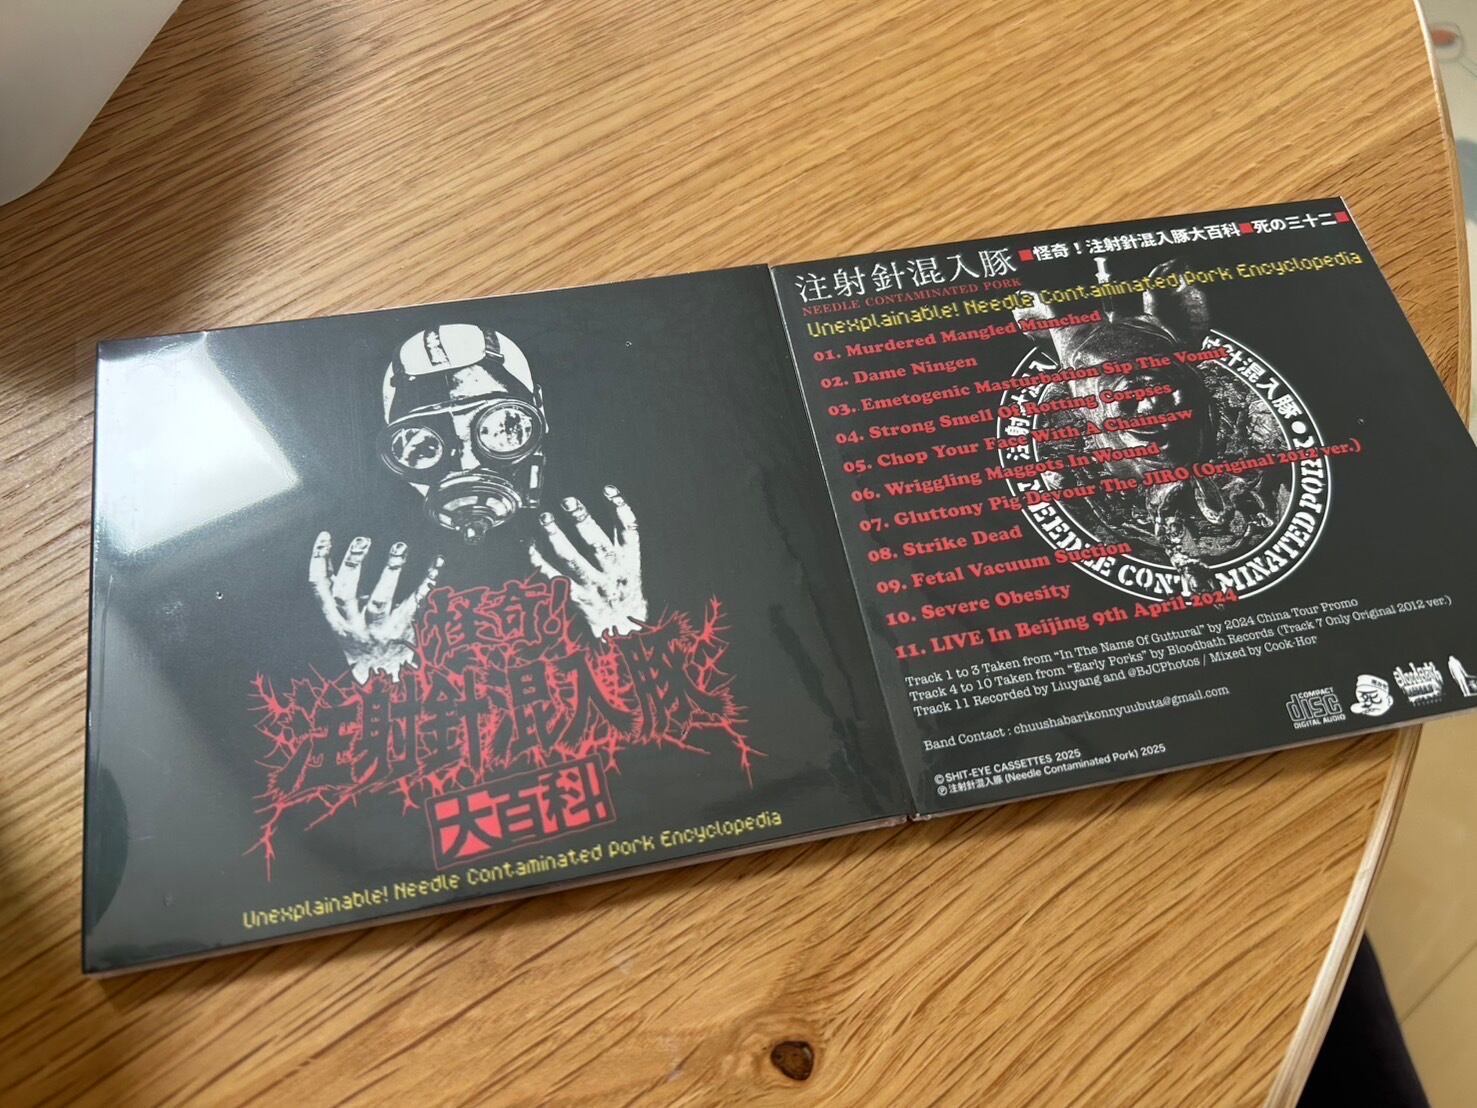 怪奇!
注射針混入豚
大百科!
Unexplainable! Needle Contaminated Pork Encyclopedia
注射針混入豚
NEEDLE CONTAMINATED PORK
■怪奇!注射針混入豚大百科■死の三十二■
Unexplainable! Needle Contaminated Pork Encyclopedia
01. Murdered Mangled Munched
02. Dame Ningen
03. Emetogenic Masturbation Sip The Vomit
04. Strong Smell Of Rotting Corpses
05. Chop Your Face With A Chainsaw
06. Wriggling Maggots In Wound
07. Gluttony Pig Devour The JIRO (Original 2012 ver.)
08. Strike Dead
09. Fetal Vacuum Suction
10. Severe Obesity
11. LIVE In Beijing 9th April 2024
Track 1 to 3 Taken from "In The Name Of Guttural" by 2024 China Tour Promo
Track 4 to 10 Taken from "Early Porks" by Bloodbath Records (Track 7 Only Original 2012 ver.)
Track 11 Recorded by Liuyang and @BJCPhotos / Mixed by Cook-Hor
Band Contact : chuushabarikonnyuubuta@gmail.com
©SHIT-EYE CASSETTES 2025
℗注射針混入豚 (Needle Contaminated Pork) 2025
COMPACT
disc
DIGITAL AUDIO